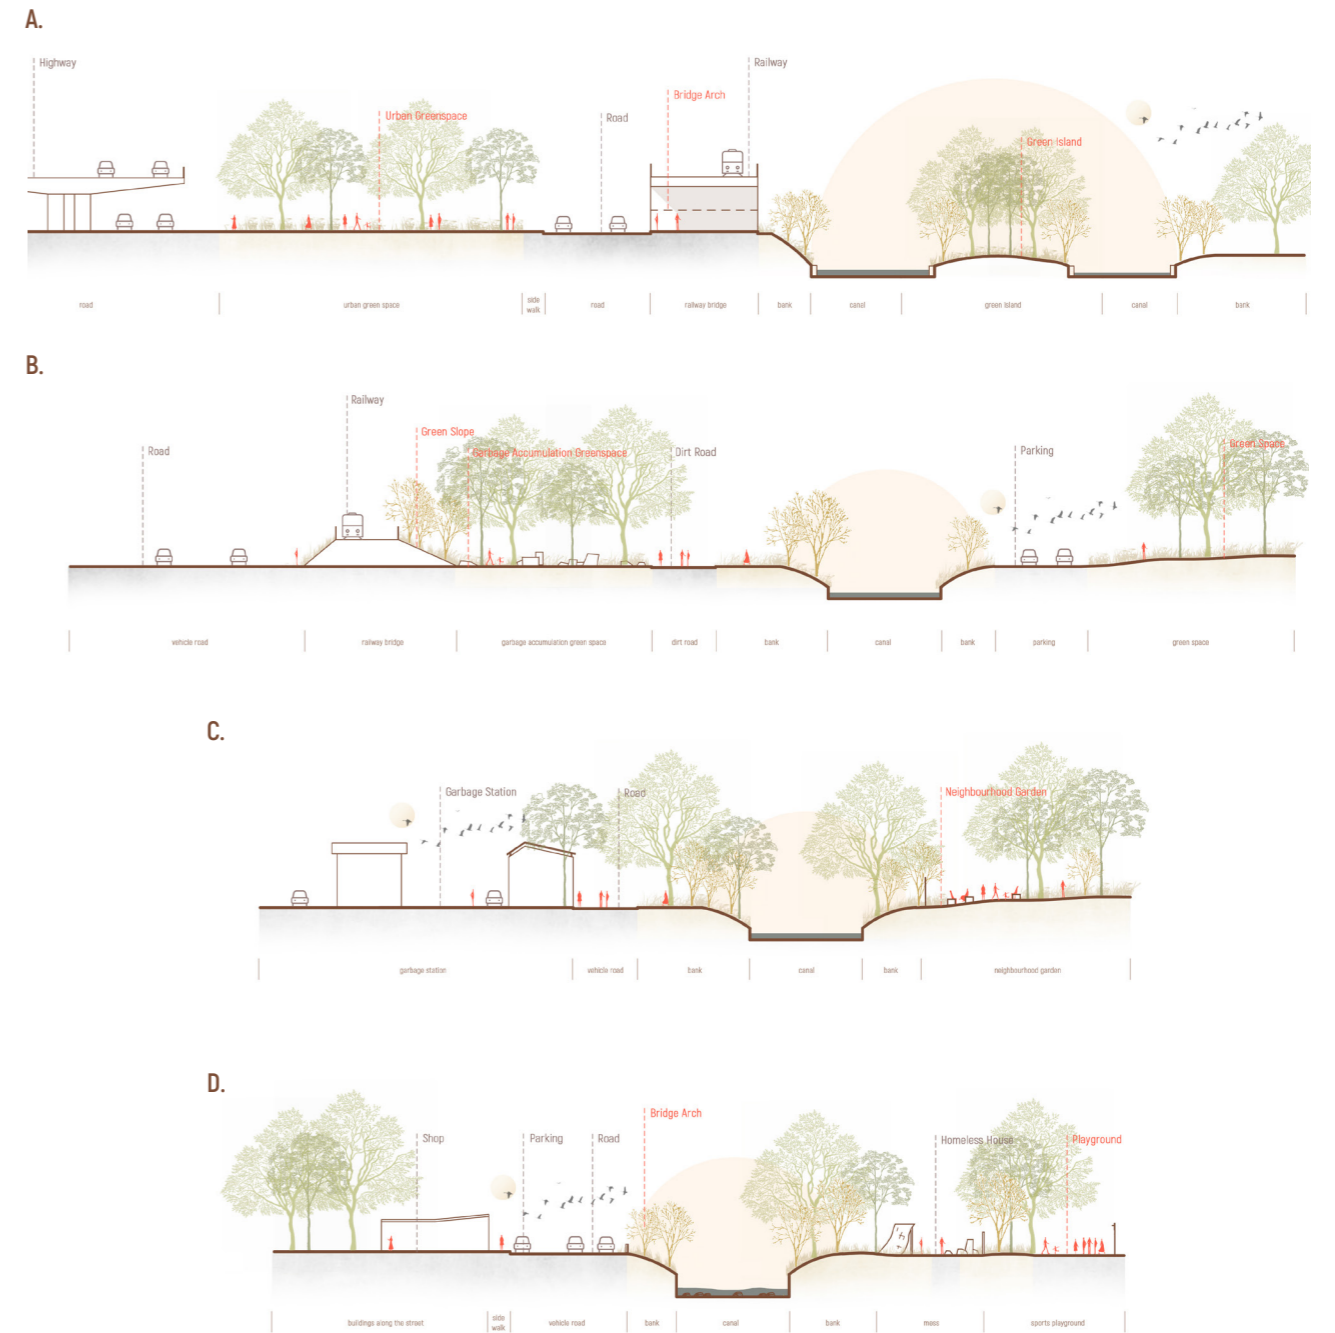 A.
Highway
Railway
Bridge Arch
Urban Greenspace
Road
Green Island
road
urban green space
side
walk
road
railway bridge
bank
canal
green island
canal
bank
B.
Railway
Green Slope
Road
Garbage Accumulation Greenspace
Dirt Road
Parking
Green Space
vehicle road
railway bridge
garbage accumulation green space
dirt road
bank
canal
bank
parking
green space
C.
Garbage Station
Road
Neighbourhood Garden
garbage station
vehicle road
bank
canal
bank
neighbourhood garden
D.
Bridge Arch
Shop
Parking
Road
Homeless House
Playground
buildings along the street
side
walk
vehicle road
bank
canal
bank
mess
sports playground